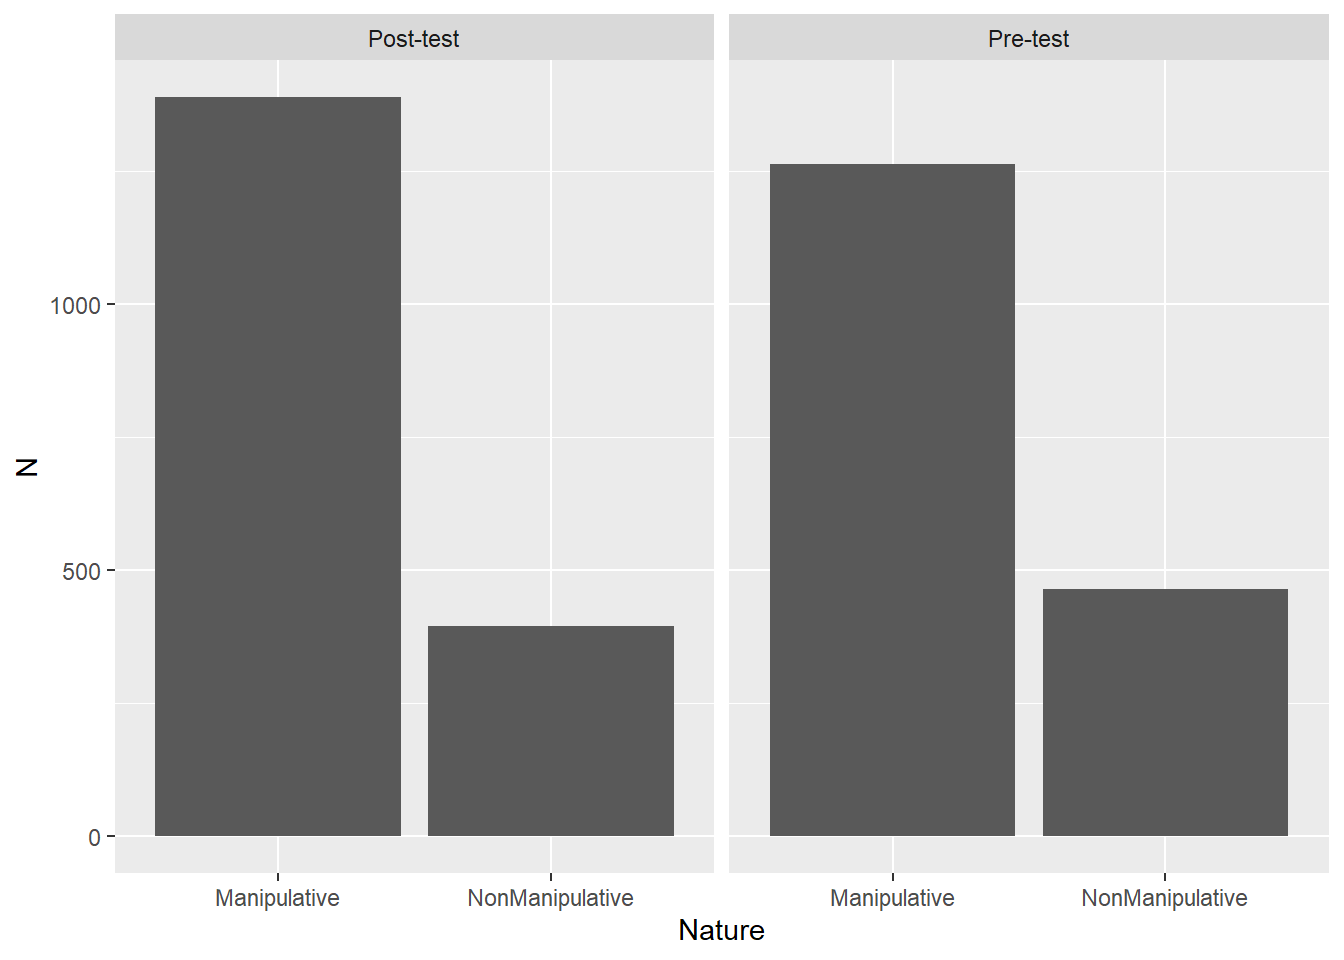 Post-test
Pre-test
N
1000
500
0
Manipulative
NonManipulative
Manipulative
NonManipulative
Nature